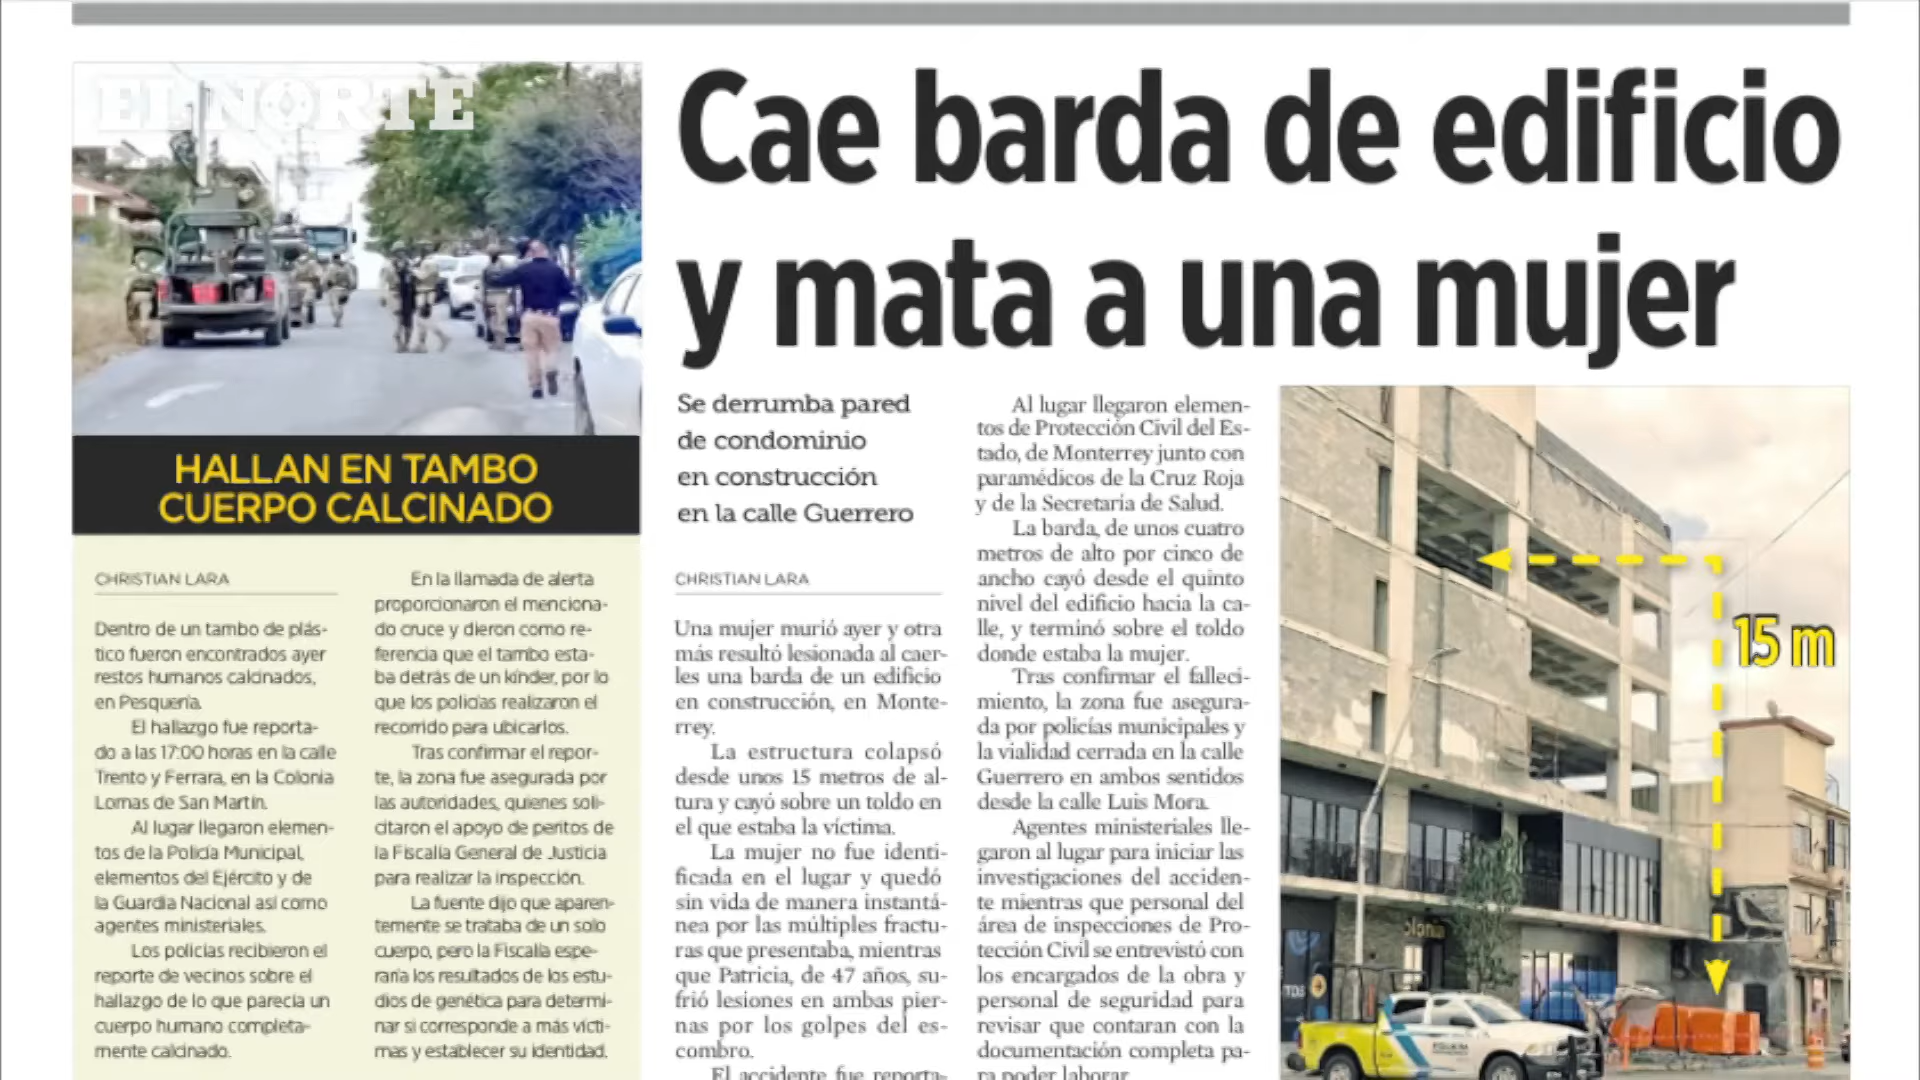 EL NORTE
HALLAN EN TAMBO
CUERPO CALCINADO
CHRISTIAN LARA
Dentro de un tambo de plás-
tico fueron encontrados ayer
restos humanos calcinados,
en Pesquería.
El hallazgo fue reporta-
do a las 17:00 horas en la calle
Trento y Ferrara, en la Colonia
Lomas de San Martín.
Al lugar llegaron elemen-
tos de la Policía Municipal,
elementos del Ejército y de
la Guardia Nacional así como
agentes ministeriales.
Los policías recibieron el
reporte de vecinos sobre el
hallazgo de lo que parecía un
cuerpo humano completa-
mente calcinado.
En la llamada de alerta
proporcionaron el menciona-
do cruce y dieron como re-
ferencia que el tambo esta-
ba detrás de un kínder, por lo
que los policías realizaron el
recorrido para ubicarlos.
Tras confirmar el repor-
te, la zona fue asegurada por
las autoridades, quienes soli-
citaron el apoyo de peritos de
la Fiscalía General de Justicia
para realizar la inspección.
La fuente dijo que aparen-
temente se trataba de un solo
cuerpo, pero la Fiscalía espe-
raría los resultados de los estu-
dios de genética para determi-
nar si corresponde a más vícti-
mas y establecer su identidad.
Cae barda de edificio
y mata a una mujer
Se derrumba pared
de condominio
en construcción
en la calle Guerrero
CHRISTIAN LARA
Una mujer murió ayer y otra
más resultó lesionada al caer-
les una barda de un edificio
en construcción, en Monte-
rrey.
La estructura colapsó
desde unos 15 metros de al-
tura y cayó sobre un toldo en
el que estaba la víctima.
La mujer no fue identi-
ficada en el lugar y quedó
sin vida de manera instantá-
nea por las múltiples fractu-
ras que presentaba, mientras
que Patricia, de 47 años, su-
frió lesiones en ambas pier-
nas por los golpes del es-
combro.
El accidente fue reporta-
Al lugar llegaron elemen-
tos de Protección Civil del Es-
tado, de Monterrey junto con
paramédicos de la Cruz Roja
y de la Secretaría de Salud.
La barda, de unos cuatro
metros de alto por cinco de
ancho cayó desde el quinto
nivel del edificio hacia la ca-
lle, y terminó sobre el toldo
donde estaba la mujer.
Tras confirmar el falleci-
miento, la zona fue asegura-
da por policías municipales y
la vialidad cerrada en la calle
Guerrero en ambos sentidos
desde la calle Luis Mora.
Agentes ministeriales lle-
garon al lugar para iniciar las
investigaciones del acciden-
te mientras que personal del
área de inspecciones de Pro-
tección Civil se entrevistó con
los encargados de la obra y
personal de seguridad para
revisar que contaran con la
documentación completa pa-
ra poder laborar.
15 m